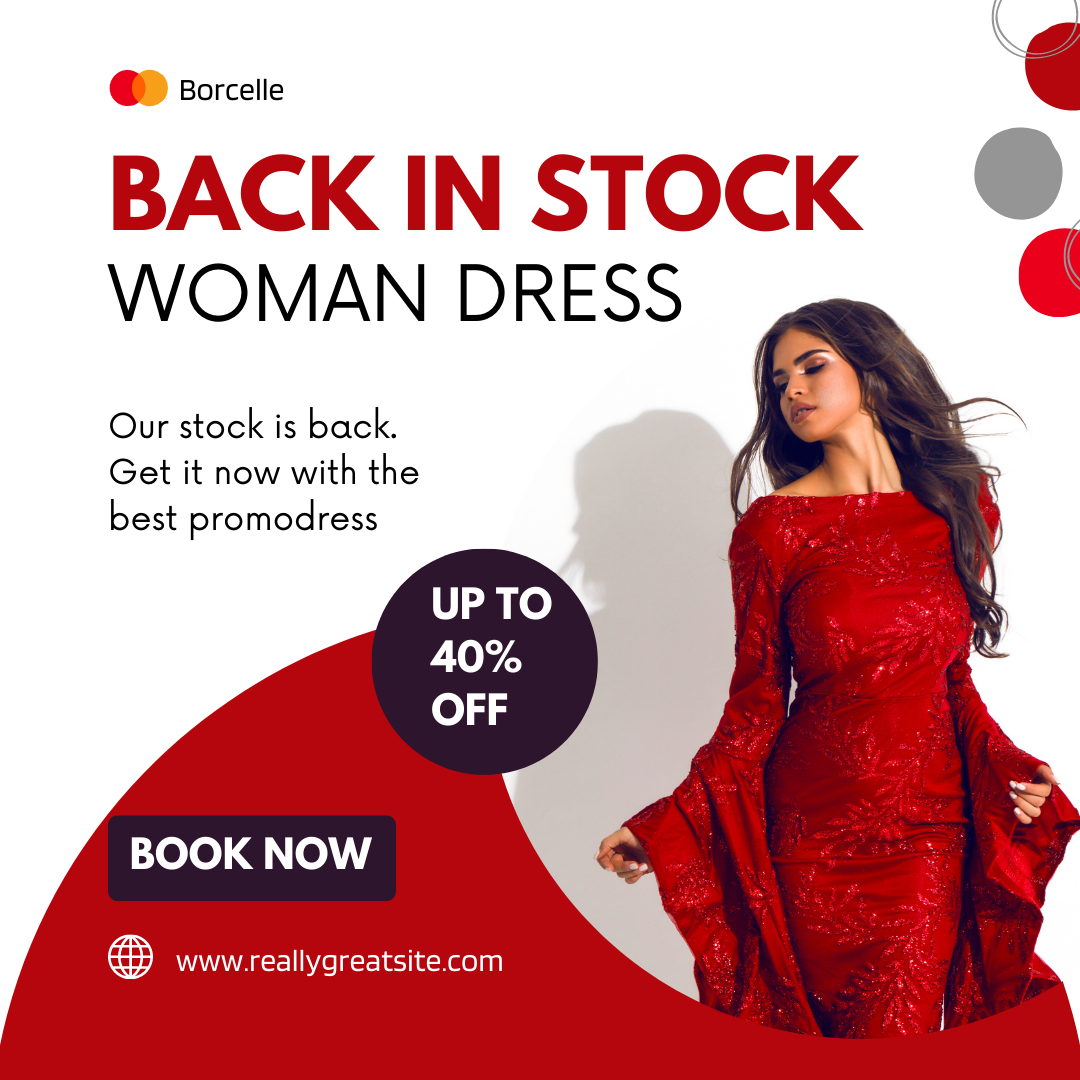 Borcelle
BACK IN STOCK
WOMAN DRESS
Our stock is back.
Get it now with the
best promodress
UP TO
40%
OFF
BOOK NOW
www.reallygreatsite.com